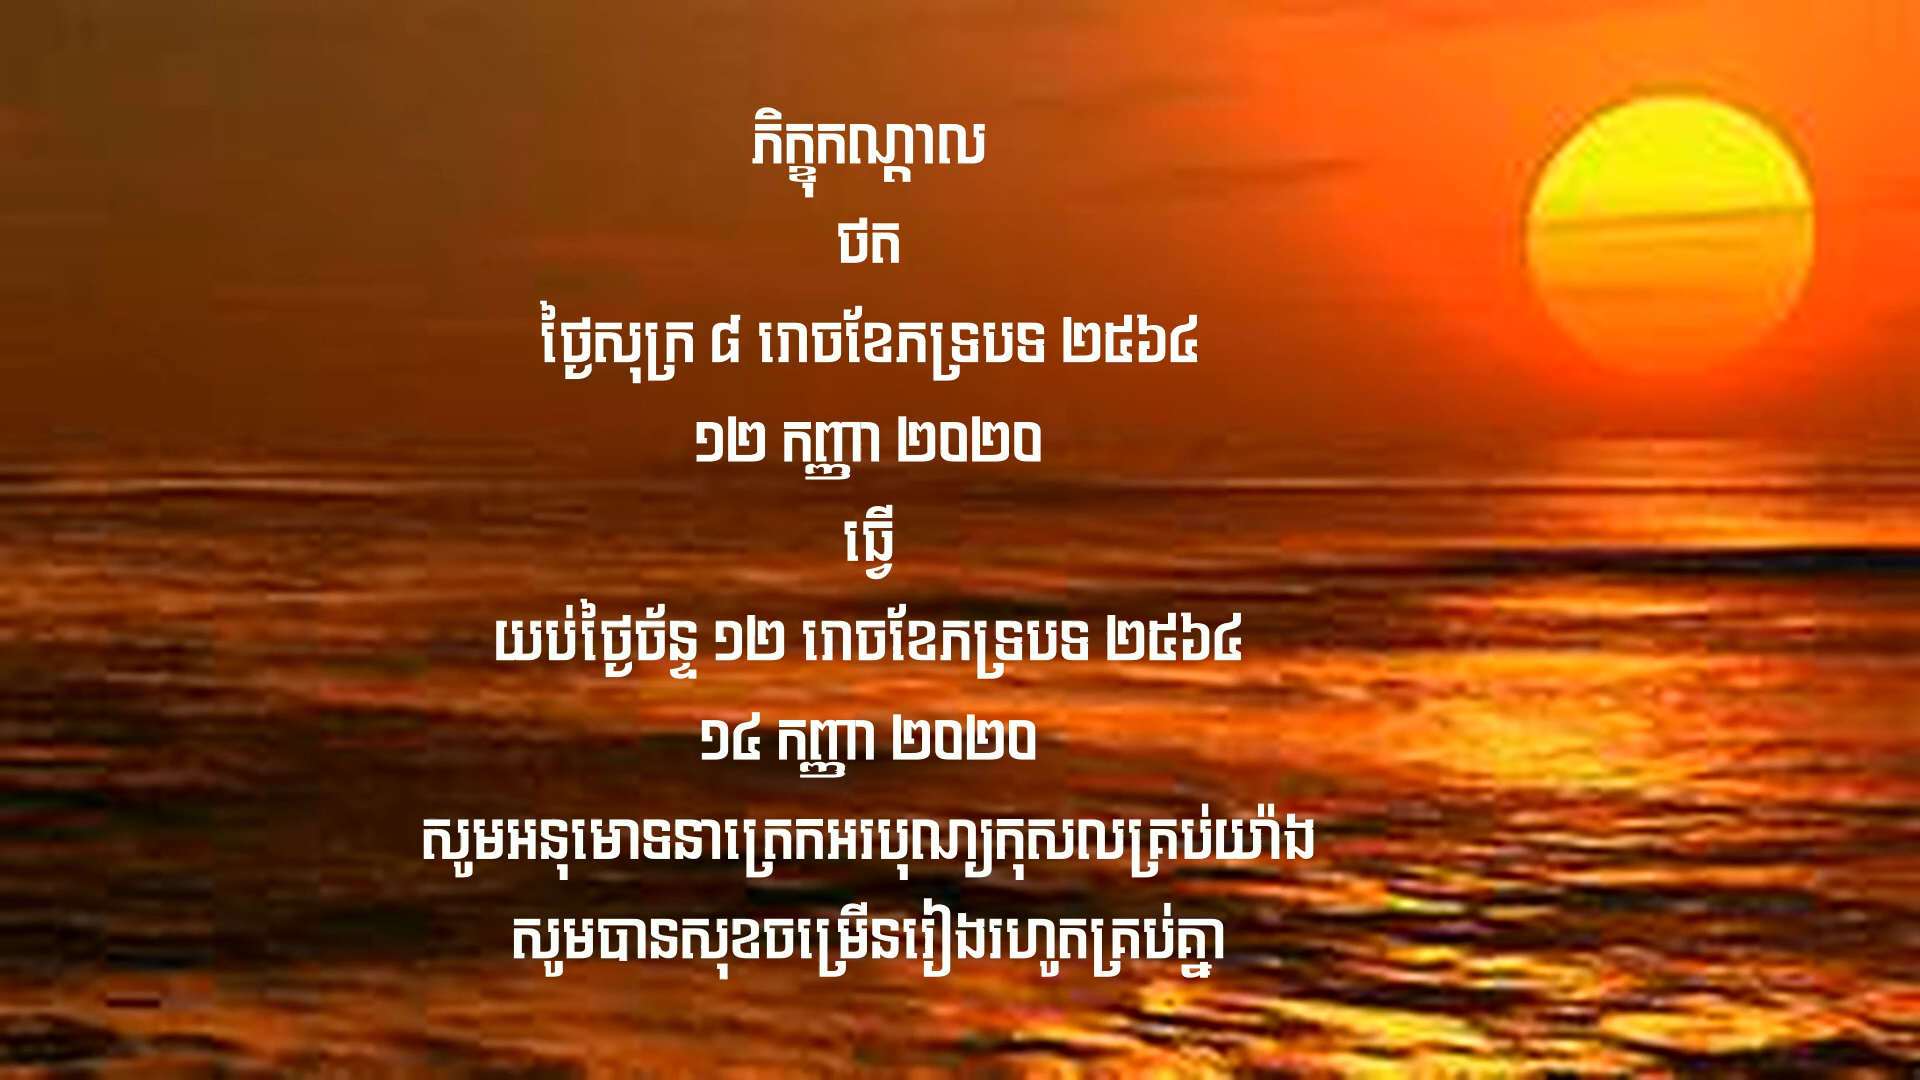 ភិក្ខុកណ្ដាល
ថត
ថ្ងៃសុក្រ ៨ រោចខែភទ្របទ ២៥៦៤
១២ កញ្ញា ២០២០
ធ្វើ
យប់ថ្ងៃច័ន្ទ ១២ រោចខែភទ្របទ ២៥៦៤
១៤ កញ្ញា ២០២០
សូមអនុមោទនាត្រេកអរបុណ្យកុសលគ្រប់យ៉ាង
សូមបានសុខចម្រើនរៀងរហូតគ្រប់គ្នា